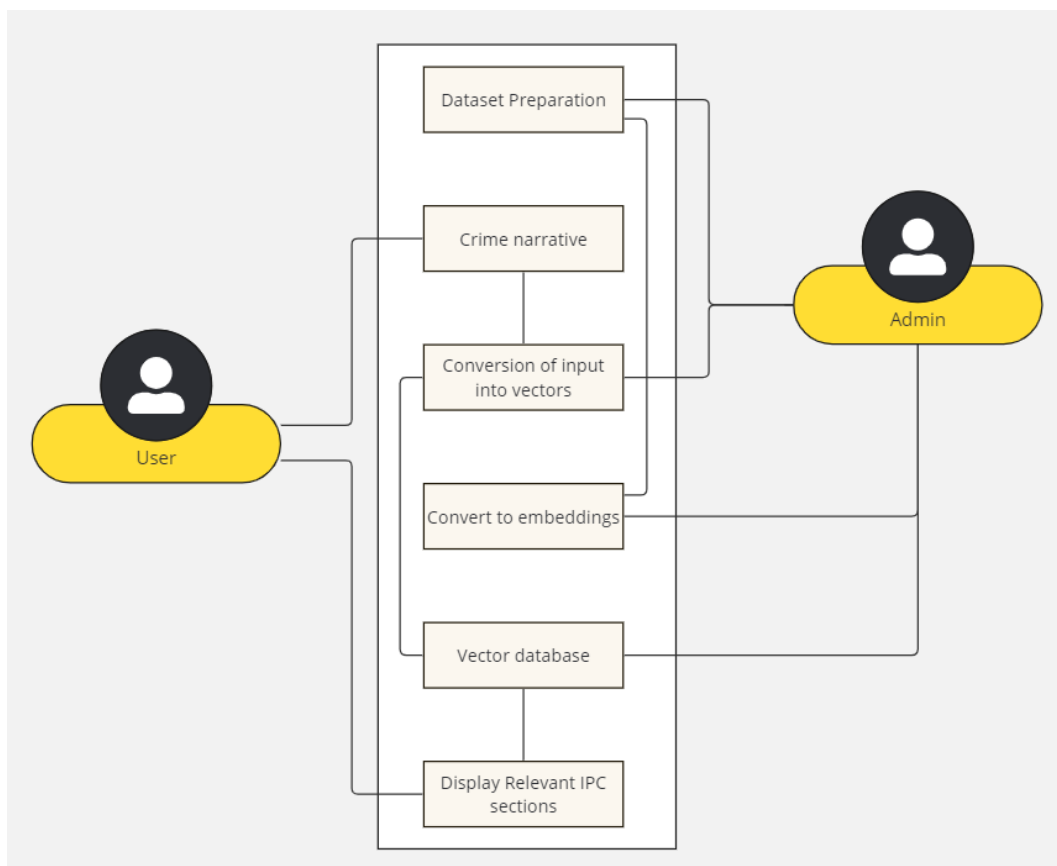 Dataset Preparation
Crime narrative
Admin
Conversion of input
into vectors
User
Convert to embeddings
Vector database
Display Relevant IPC
sections